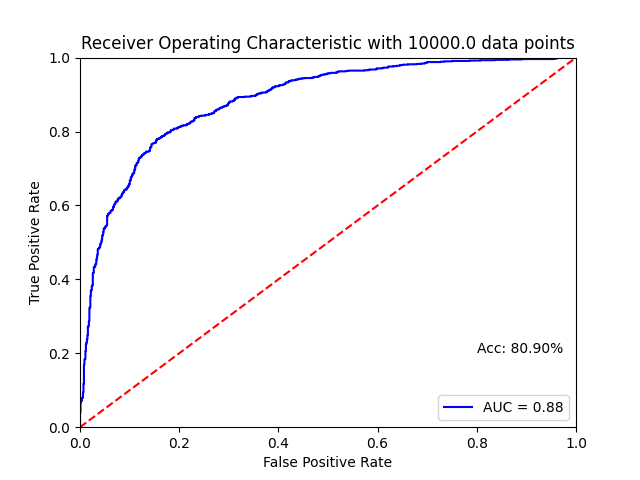 Receiver Operating Characteristic with 10000.0 data points
1.0
0.8
0.6
0.4
0.2
0.0
True Positive Rate
Acc: 80.90%
AUC = 0.88
0.0 0.2 0.4 0.6 0.8 1.0
False Positive Rate